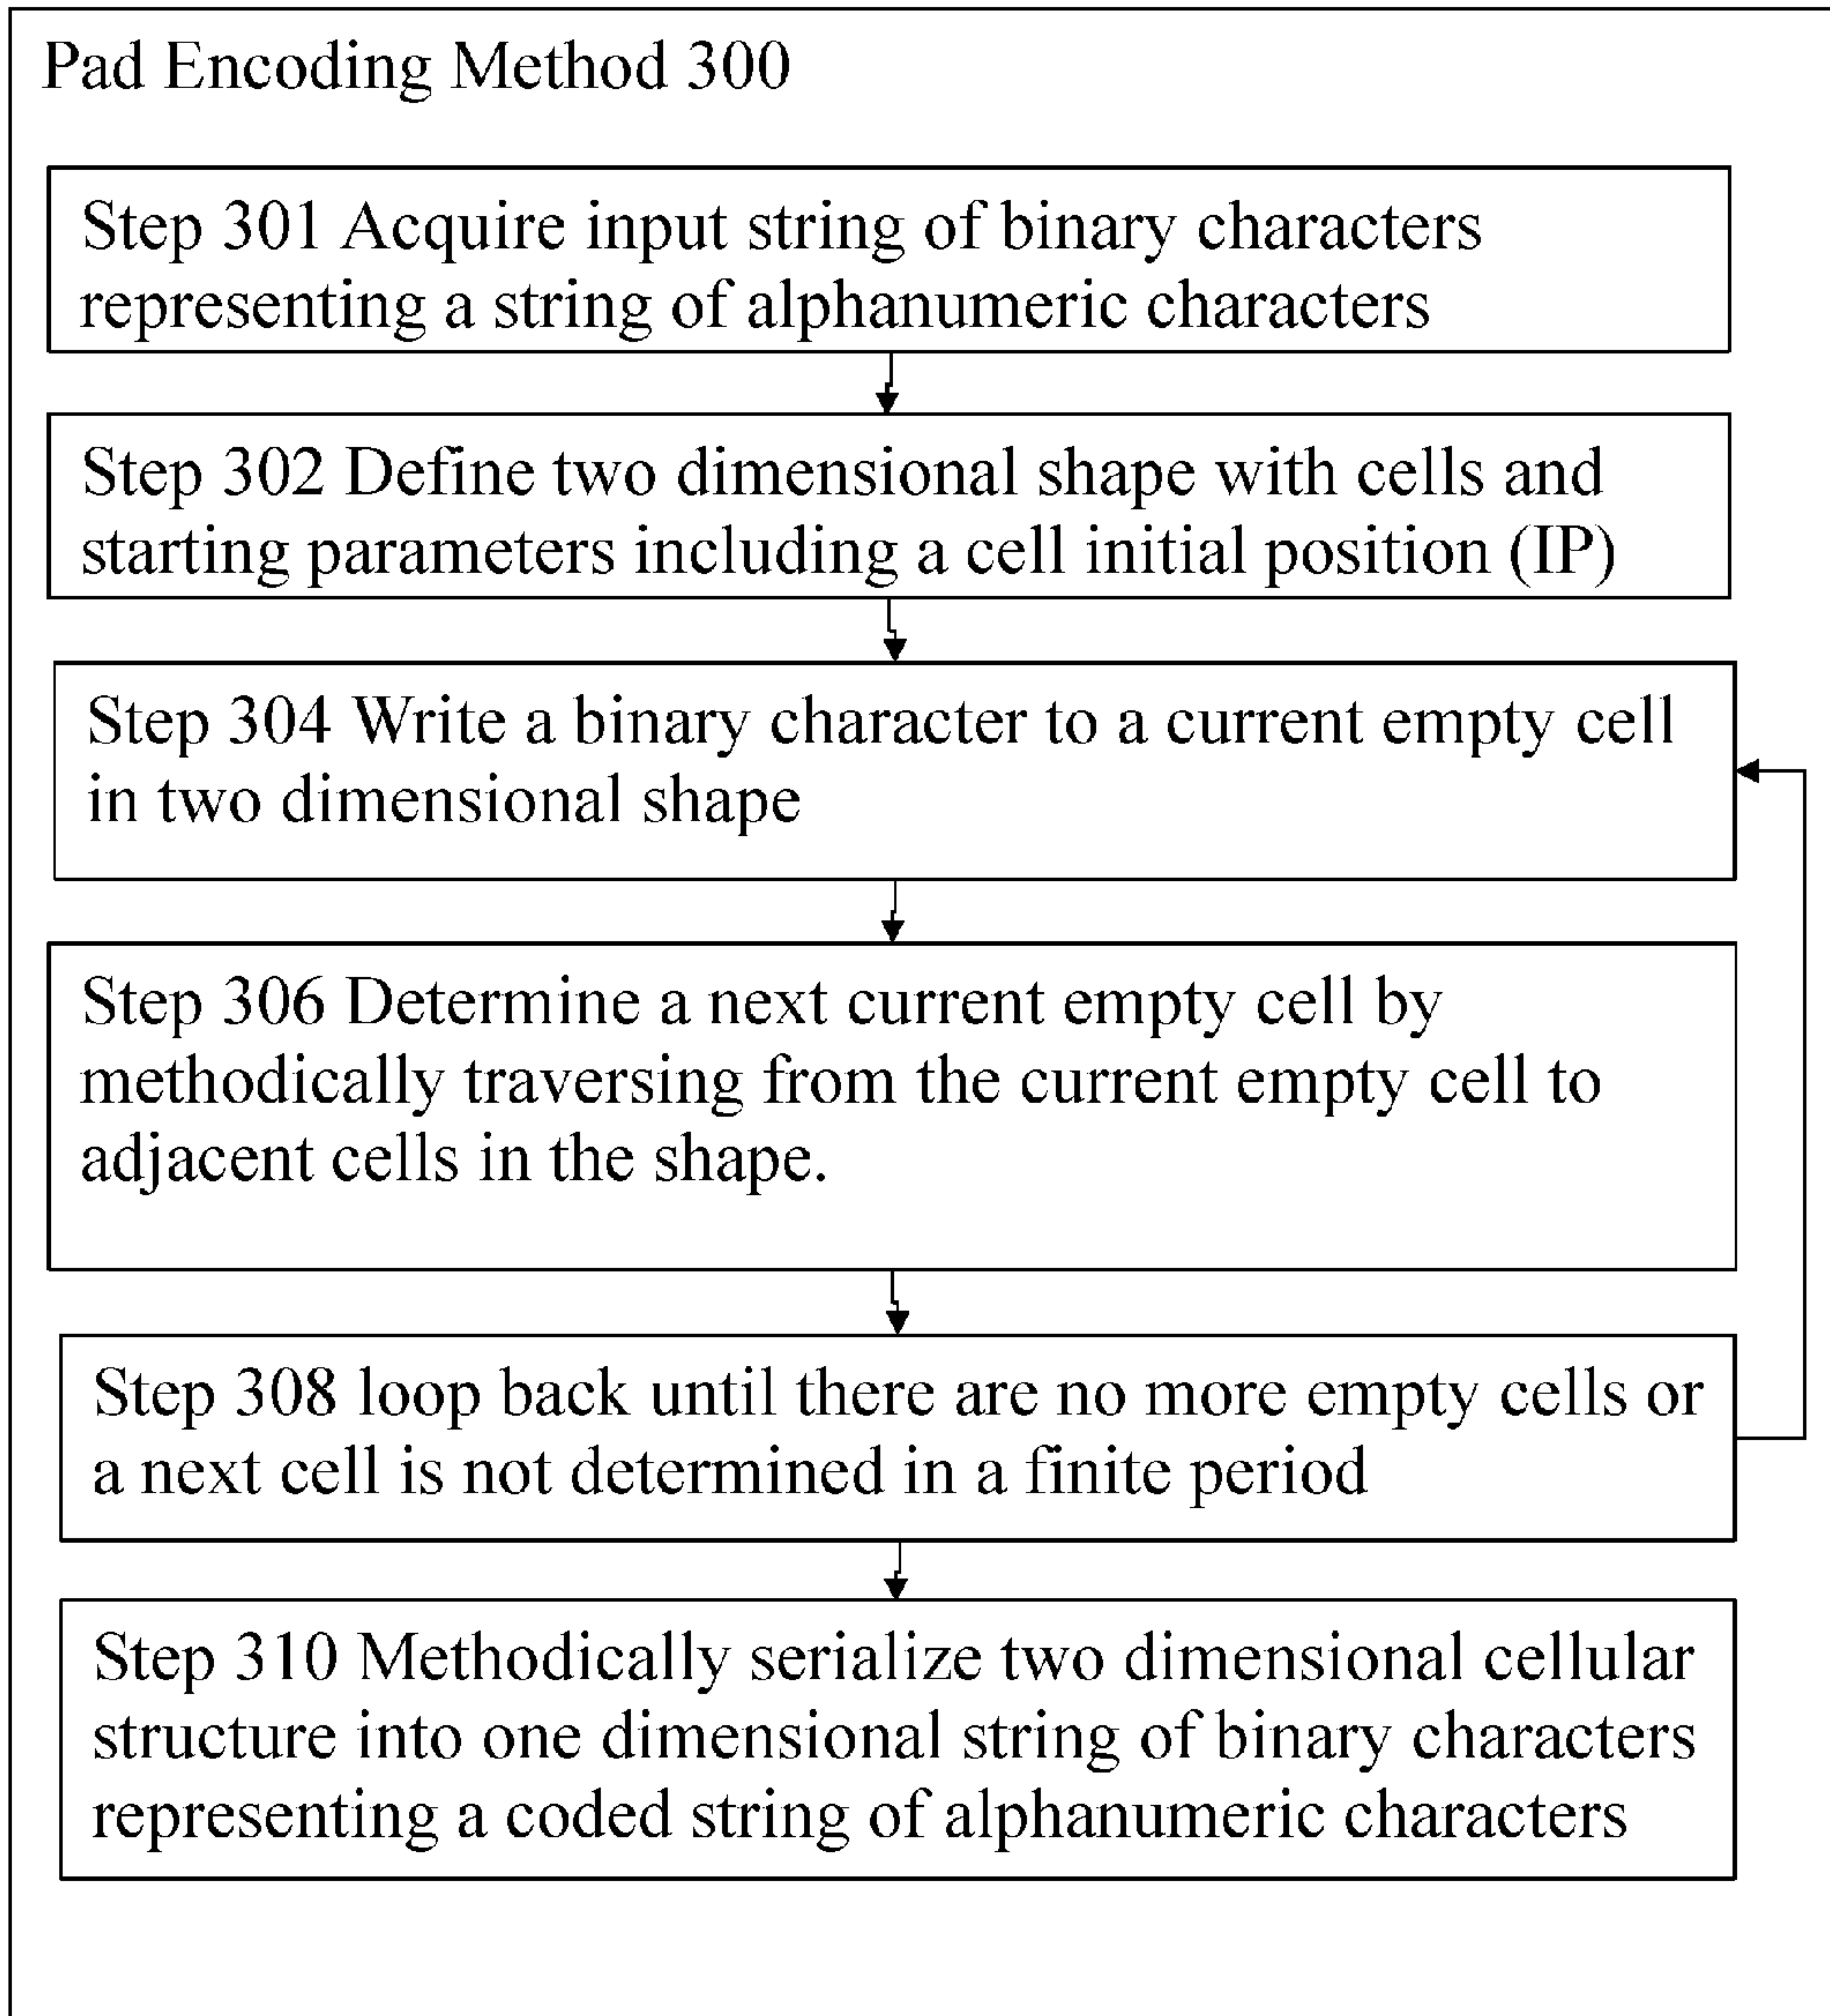 Pad Encoding Method 300
Step 301 Acquire input string of binary characters
representing a string of alphanumeric characters
Step 302 Define two dimensional shape with cells and
starting parameters including a cell initial position (IP)
Step 304 Write a binary character to a current empty cell
in two dimensional shape
Step 306 Determine a next current empty cell by
methodically traversing from the current empty cell to
adjacent cells in the shape.
Step 308 loop back until there are no more empty cells or
a next cell is not determined in a finite period
Step 310 Methodically serialize two dimensional cellular
structure into one dimensional string of binary characters
representing a coded string of alphanumeric characters